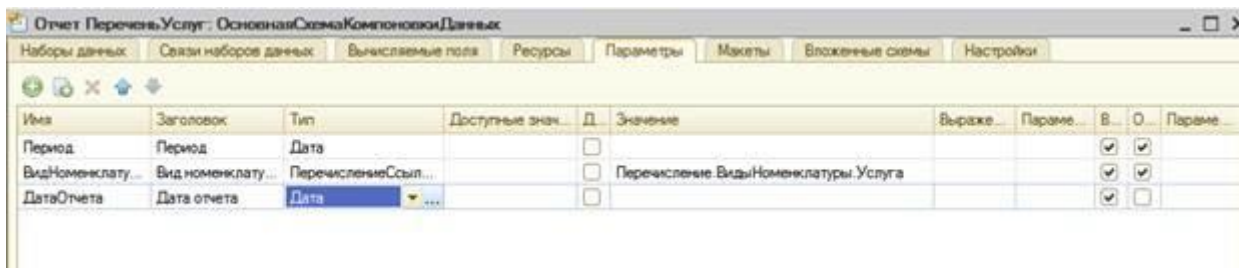 Отчет ПереченьУслуг: ОсновнаяСхемаКомпоновкиДанных
Наборы данных Связи наборов данных Вычисляемые поля Ресурсы Параметры Макеты Вложенные схемы Настройки
Имя Заголовок Тип Доступные знач... Д... Значение Выраже... Параме... В... О... Параме...
Период Период Дата
ВидНоменклату... Вид номенклату... ПеречислениеСсыл... Перечисление.ВидыНоменклатуры.Услуга
ДатаОтчета Дата отчета Дата ...